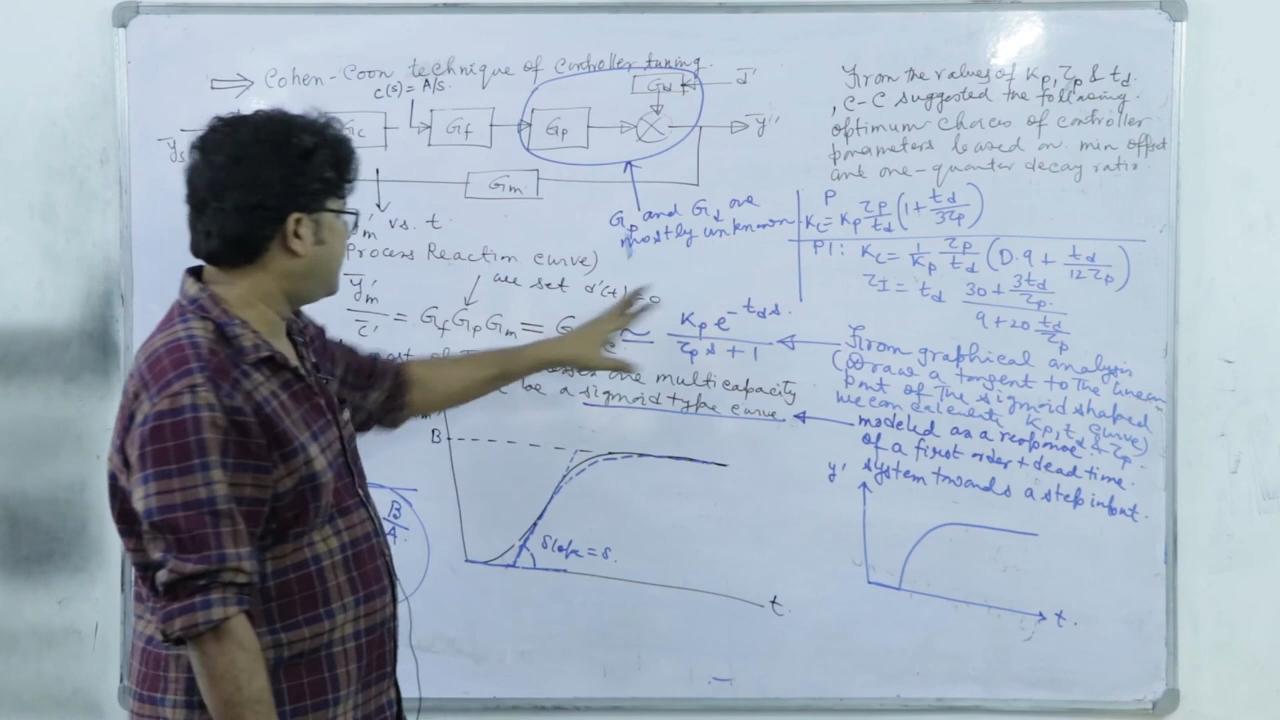 ⇒ Cohen-Coon technique of controller tuning.
C(s) = A/s.
Gd
d̄'
Gc
Gf
Gp
ȳ'
ȳs
Gm
ȳ'm vs. t.
Process Reaction curve)
Gp and Gd are
mostly unknown
we set d'(t)=0
ȳ'm / c̄' = Gf Gp Gm = G ≃ Kp e^-td s / τp s + 1
are multicapacity
be a sigmoid type curve
B
B/A
Slope = S.
t.
From the values of Kp, τp & td.
, C-C suggested the following.
optimum choices of controller
parameters based on min offset
and one-quarter decay ratio
P
Kc = Kp τp/td (1 + td/3τp)
PI: Kc = 1/Kp τp/td (0.9 + td/12τp)
τI = td (30 + 3td/τp) / (9 + 20 td/τp)
From graphical analysis
(Draw a tangent to the linear
part of the sigmoid shaped
curve)
we can calculate Kp, td & τp.
modeled as a response
of a first order + dead time.
system towards a step input.
y'
t.